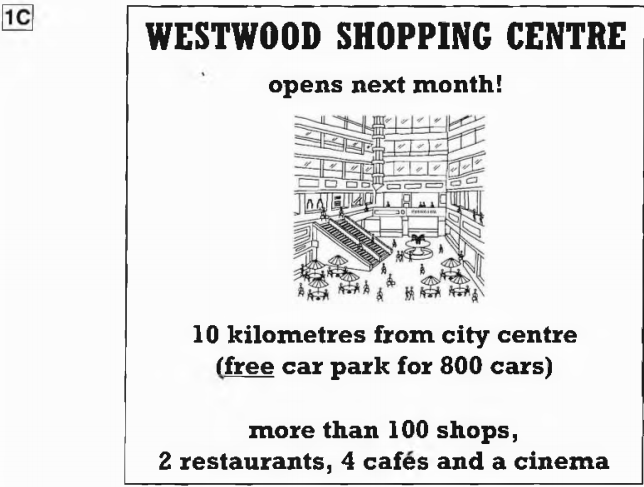 1C
WESTWOOD SHOPPING CENTRE
opens next month!
10 kilometres from city centre
(free car park for 800 cars)
more than 100 shops,
2 restaurants, 4 cafés and a cinema